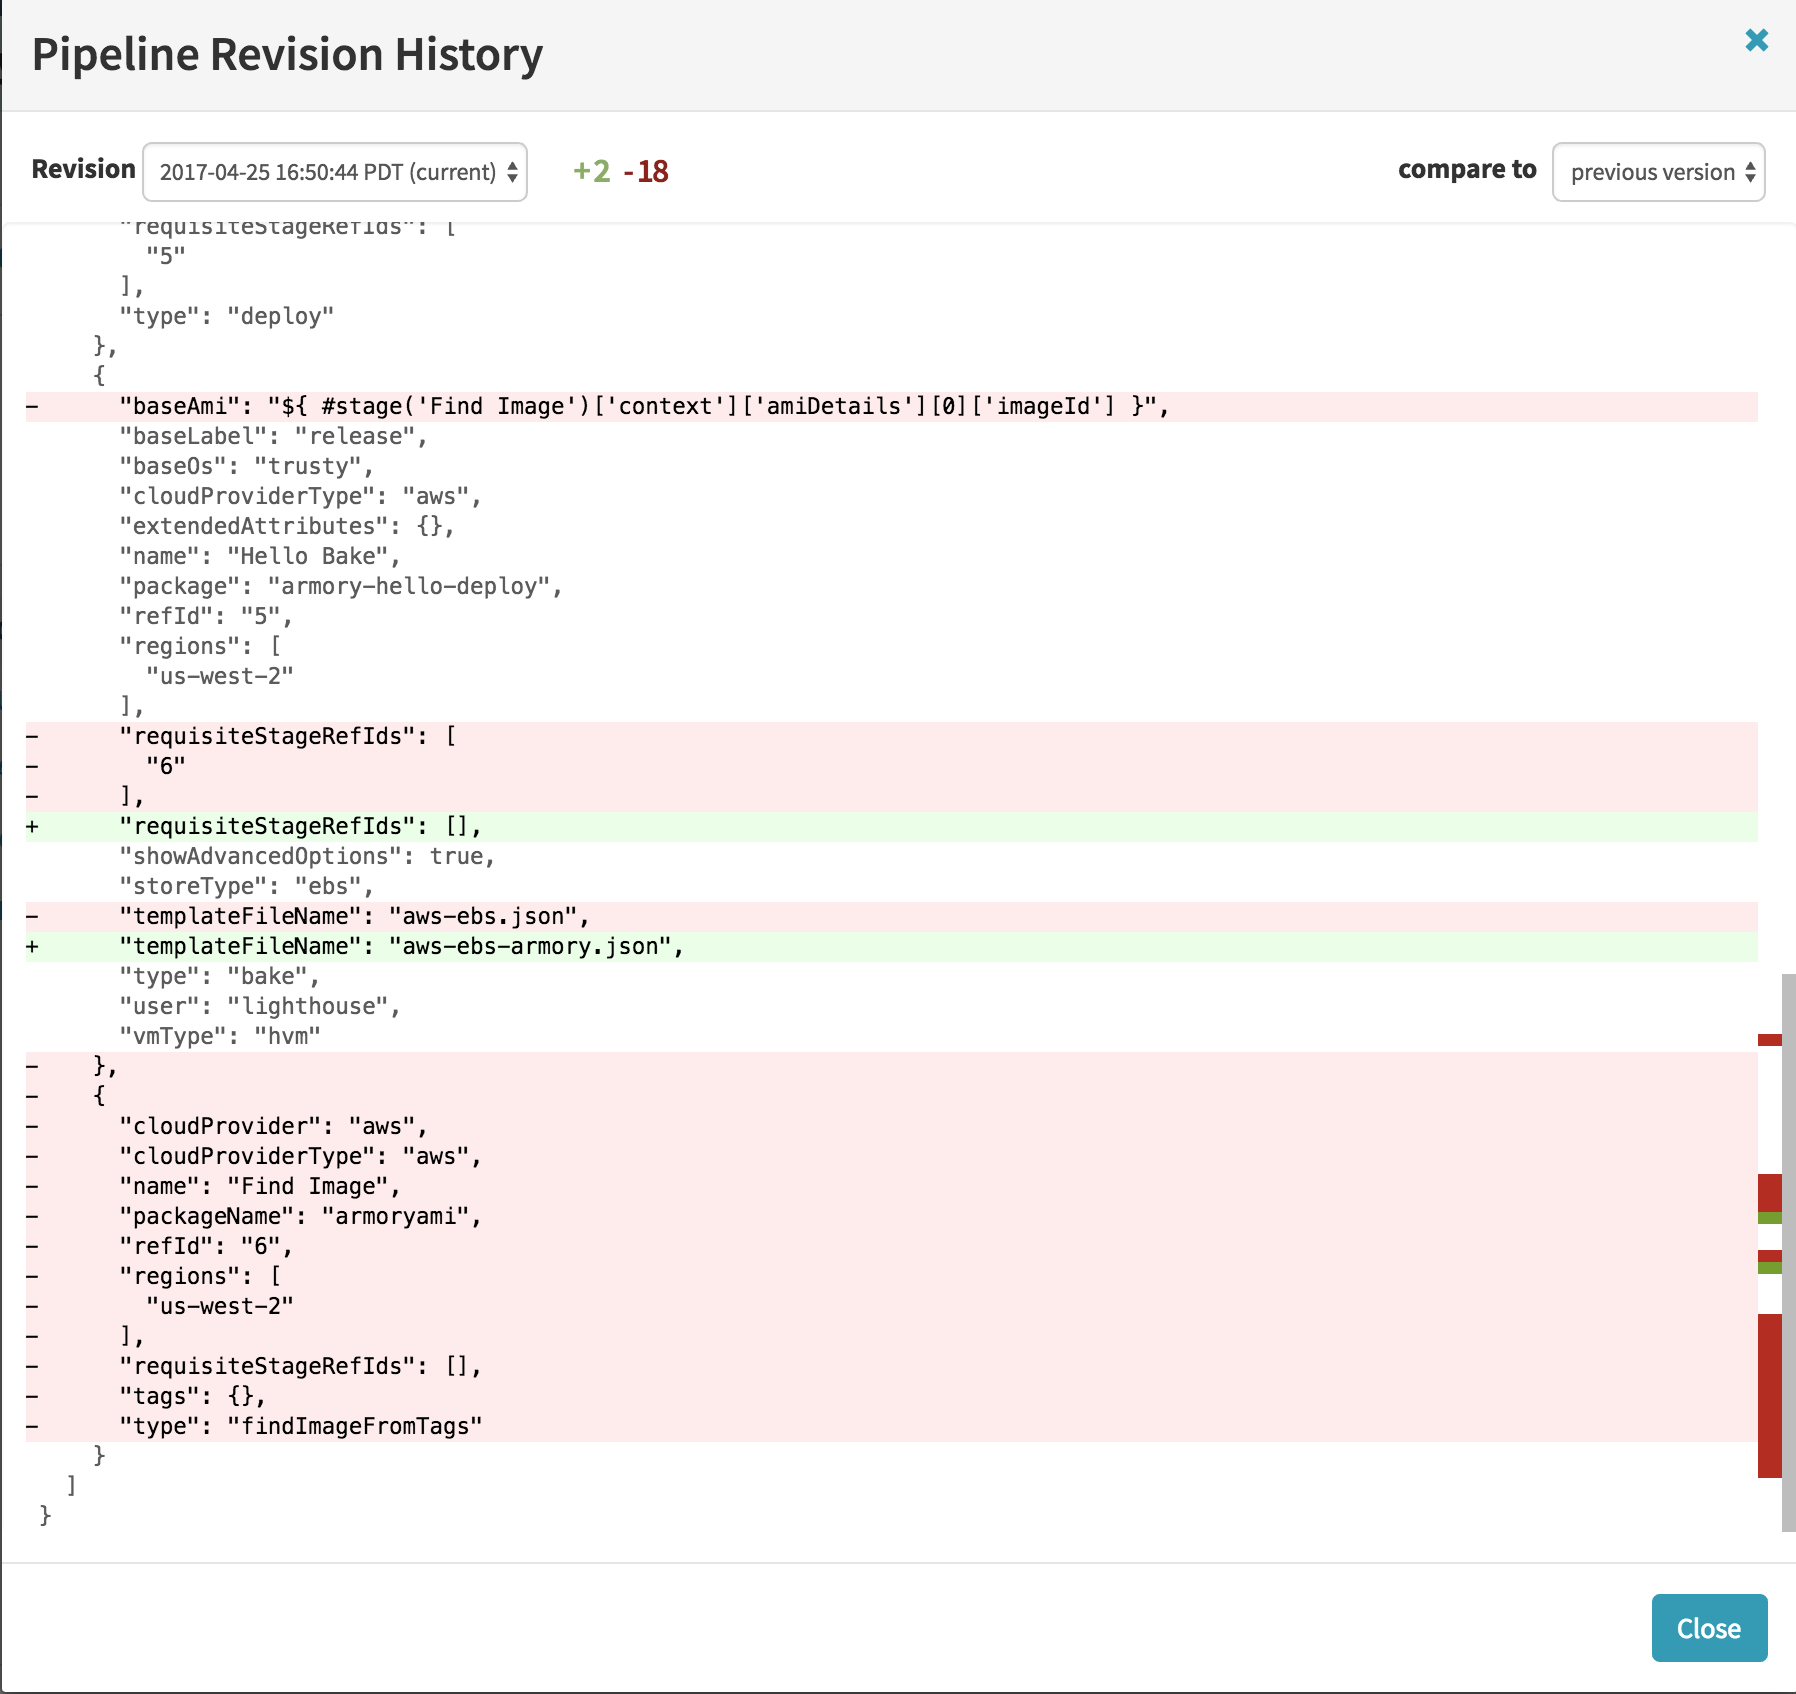 Pipeline Revision History
Revision 2017-04-25 16:50:44 PDT (current) +2 -18 compare to previous version
"requisiteStageRefIds": [
"5"
],
"type": "deploy"
},
{
- "baseAmi": "${ #stage('Find Image')['context']['amiDetails'][0]['imageId'] }",
"baseLabel": "release",
"baseOs": "trusty",
"cloudProviderType": "aws",
"extendedAttributes": {},
"name": "Hello Bake",
"package": "armory-hello-deploy",
"refId": "5",
"regions": [
"us-west-2"
],
- "requisiteStageRefIds": [
- "6"
- ],
+ "requisiteStageRefIds": [],
"showAdvancedOptions": true,
"storeType": "ebs",
- "templateFileName": "aws-ebs.json",
+ "templateFileName": "aws-ebs-armory.json",
"type": "bake",
"user": "lighthouse",
"vmType": "hvm"
- },
- {
- "cloudProvider": "aws",
- "cloudProviderType": "aws",
- "name": "Find Image",
- "packageName": "armoryami",
- "refId": "6",
- "regions": [
- "us-west-2"
- ],
- "requisiteStageRefIds": [],
- "tags": {},
- "type": "findImageFromTags"
}
]
}
Close